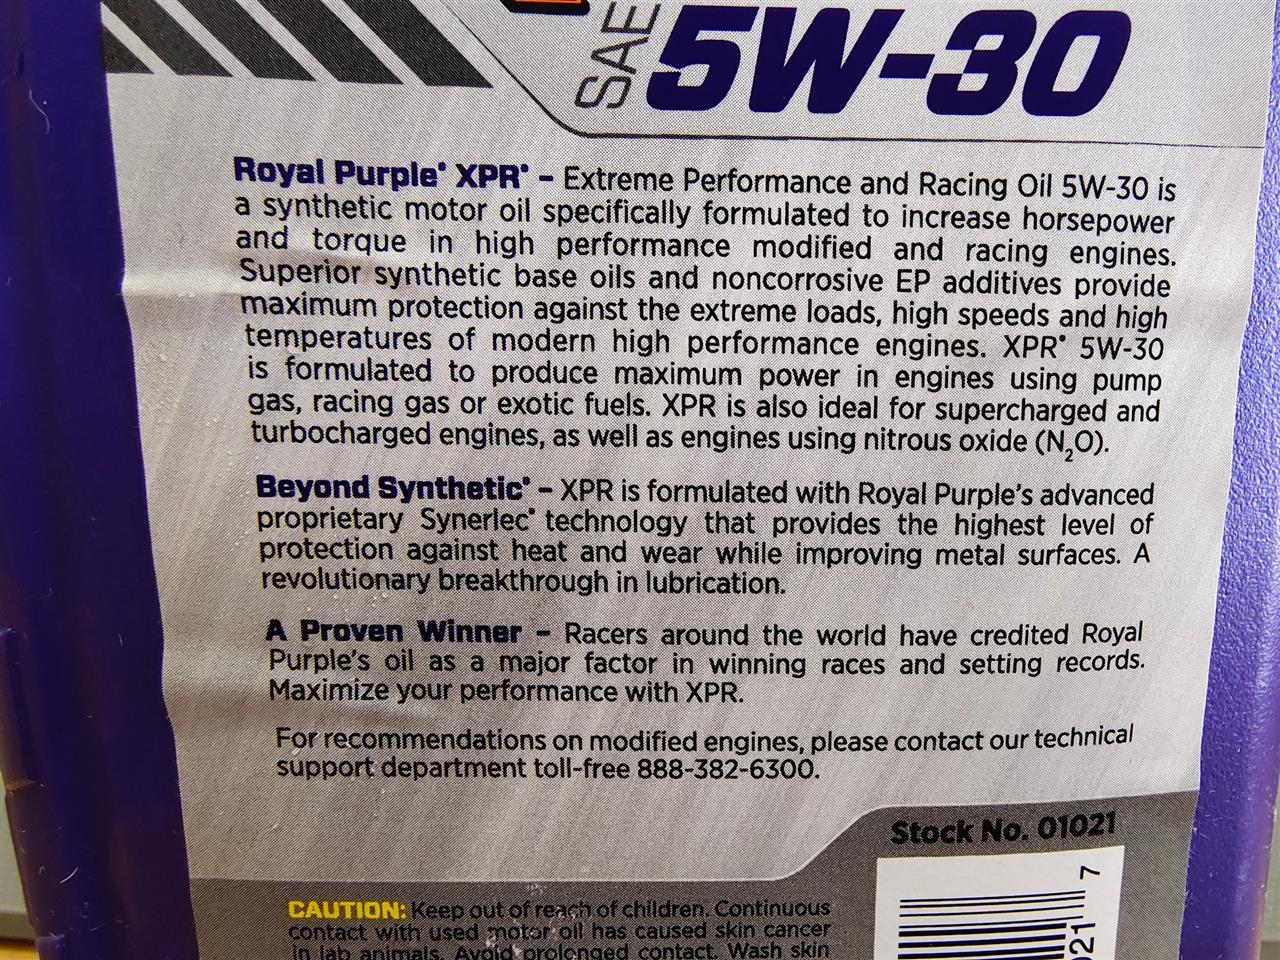 SAE 5W-30
Royal Purple® XPR® – Extreme Performance and Racing Oil 5W-30 is
a synthetic motor oil specifically formulated to increase horsepower
and torque in high performance modified and racing engines.
Superior synthetic base oils and noncorrosive EP additives provide
maximum protection against the extreme loads, high speeds and high
temperatures of modern high performance engines. XPR® 5W-30
is formulated to produce maximum power in engines using pump
gas, racing gas or exotic fuels. XPR is also ideal for supercharged and
turbocharged engines, as well as engines using nitrous oxide (N₂O).
Beyond Synthetic® – XPR is formulated with Royal Purple's advanced
proprietary Synerlec® technology that provides the highest level of
protection against heat and wear while improving metal surfaces. A
revolutionary breakthrough in lubrication.
A Proven Winner – Racers around the world have credited Royal
Purple's oil as a major factor in winning races and setting records.
Maximize your performance with XPR.
For recommendations on modified engines, please contact our technical
support department toll-free 888-382-6300.
Stock No. 01021
CAUTION: Keep out of reach of children. Continuous
contact with used motor oil has caused skin cancer
in lab animals. Avoid prolonged contact. Wash skin
021 7